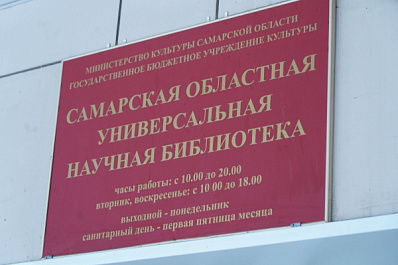 МИНИСТЕРСТВО КУЛЬТУРЫ САМАРСКОЙ ОБЛАСТИ
ГОСУДАРСТВЕННОЕ БЮДЖЕТНОЕ УЧРЕЖДЕНИЕ КУЛЬТУРЫ
САМАРСКАЯ ОБЛАСТНАЯ
УНИВЕРСАЛЬНАЯ
НАУЧНАЯ БИБЛИОТЕКА
часы работы: с 10.00 до 20.00
вторник, воскресенье: с 10 00 до 18.00
выходной - понедельник
санитарный день - первая пятница месяца